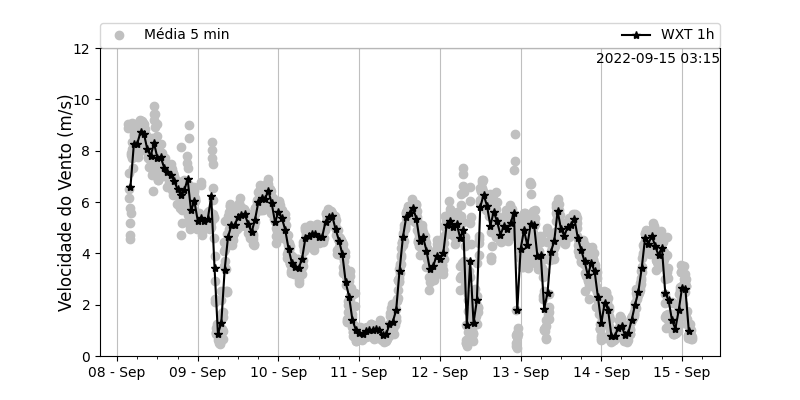 Média 5 min
WXT 1h
2022-09-15 03:15
Velocidade do Vento (m/s)
12
10
8
6
4
2
0
08 - Sep 09 - Sep 10 - Sep 11 - Sep 12 - Sep 13 - Sep 14 - Sep 15 - Sep